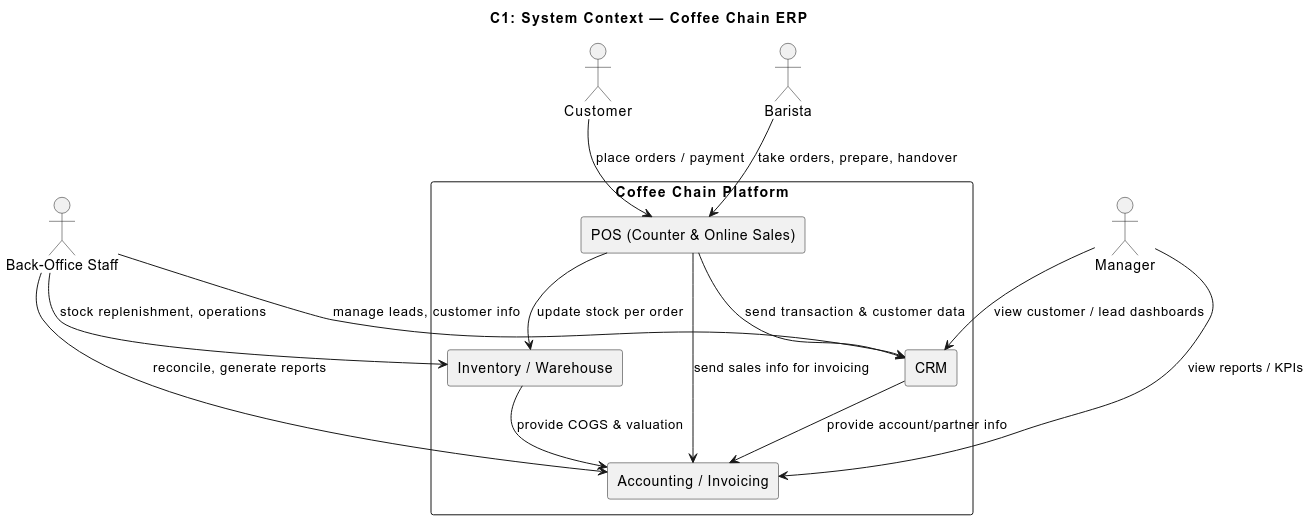 C1: System Context — Coffee Chain ERP
Customer
Barista
place orders / payment
take orders, prepare, handover
Coffee Chain Platform
POS (Counter & Online Sales)
Back-Office Staff
Manager
stock replenishment, operations
manage leads, customer info
update stock per order
send transaction & customer data
view customer / lead dashboards
Inventory / Warehouse
CRM
reconcile, generate reports
send sales info for invoicing
view reports / KPIs
provide COGS & valuation
provide account/partner info
Accounting / Invoicing